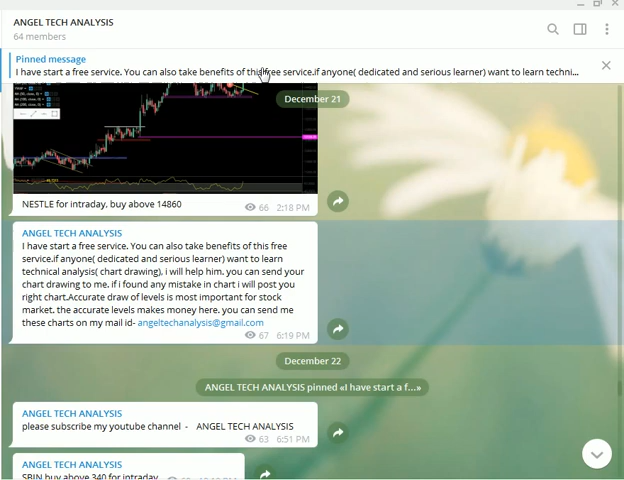 ANGEL TECH ANALYSIS
64 members
Pinned message
I have start a free service. You can also take benefits of this free service.if anyone( dedicated and serious learner) want to learn techni...
December 21
NESTLE for intraday, buy above 14860
66 2:18 PM
ANGEL TECH ANALYSIS
I have start a free service. You can also take benefits of this free
service.if anyone( dedicated and serious learner) want to learn
technical analysis( chart drawing), i will help him. you can send your
chart drawing to me. if i found any mistake in chart i will post you
right chart.Accurate draw of levels is most important for stock
market. the accurate levels makes money here. you can send me
these charts on my mail id- angeltechanalysis@gmail.com
67 6:19 PM
December 22
ANGEL TECH ANALYSIS pinned «I have start a f...»
ANGEL TECH ANALYSIS
please subscribe my youtube channel - ANGEL TECH ANALYSIS
63 6:51 PM
ANGEL TECH ANALYSIS
SBIN buy above 340 for intraday